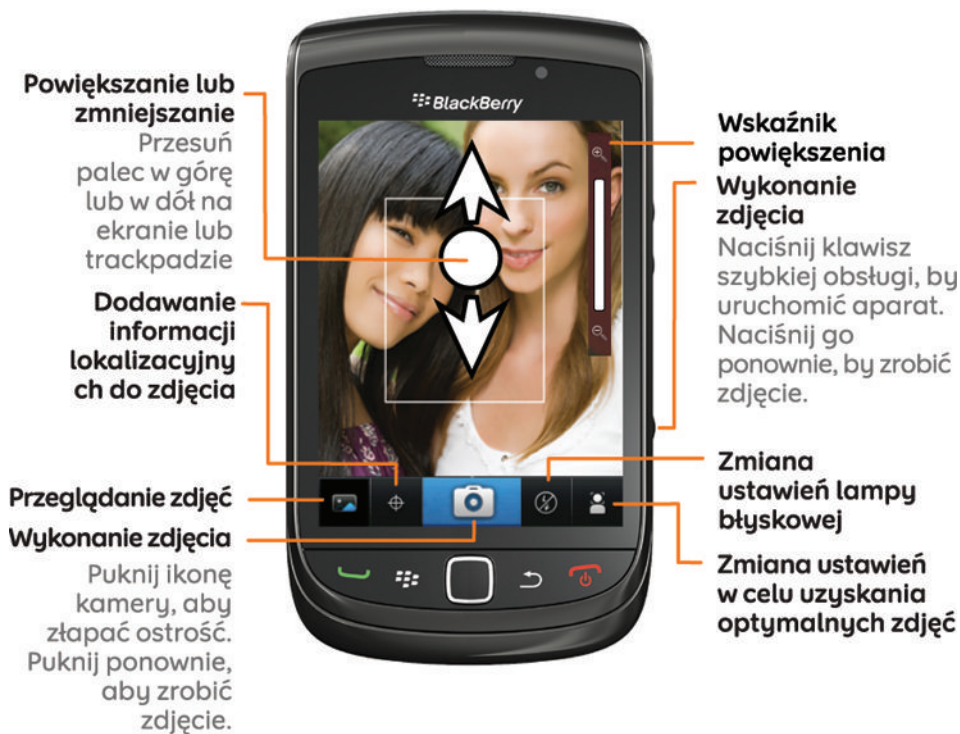 Powiększanie lub
zmniejszanie
Przesuń
palec w górę
lub w dół na
ekranie lub
trackpadzie
Dodawanie
informacji
lokalizacyjny
ch do zdjęcia
Przeglądanie zdjęć
Wykonanie zdjęcia
Puknij ikonę
kamery, aby
złapać ostrość.
Puknij ponownie,
aby zrobić
zdjęcie.
BlackBerry
Wskaźnik
powiększenia
Wykonanie
zdjęcia
Naciśnij klawisz
szybkiej obsługi, by
uruchomić aparat.
Naciśnij go
ponownie, by zrobić
zdjęcie.
Zmiana
ustawień lampy
błyskowej
Zmiana ustawień
w celu uzyskania
optymalnych zdjęć